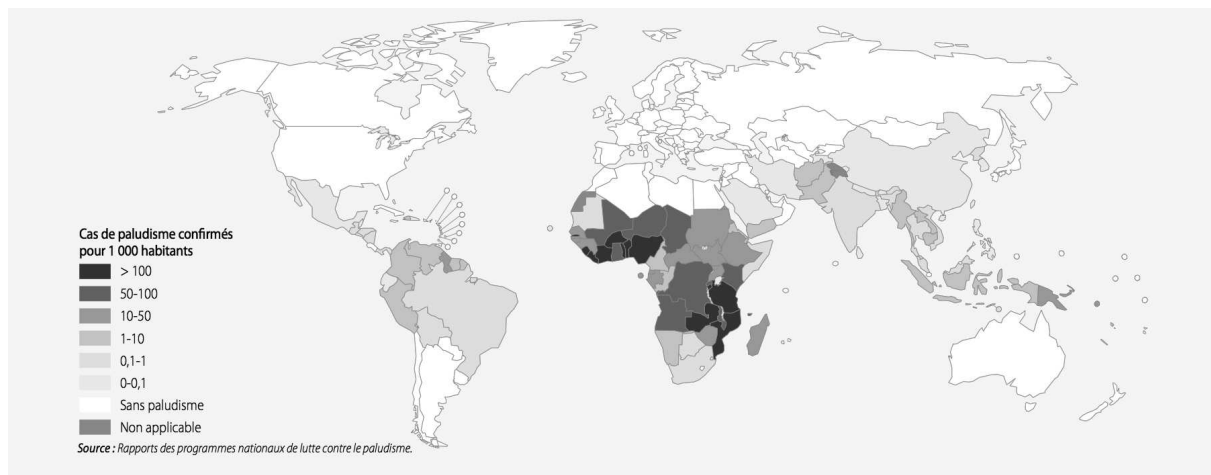 Cas de paludisme confirmés
pour 1 000 habitants
> 100
50-100
10-50
1-10
0,1-1
0-0,1
Sans paludisme
Non applicable
Source : Rapports des programmes nationaux de lutte contre le paludisme.